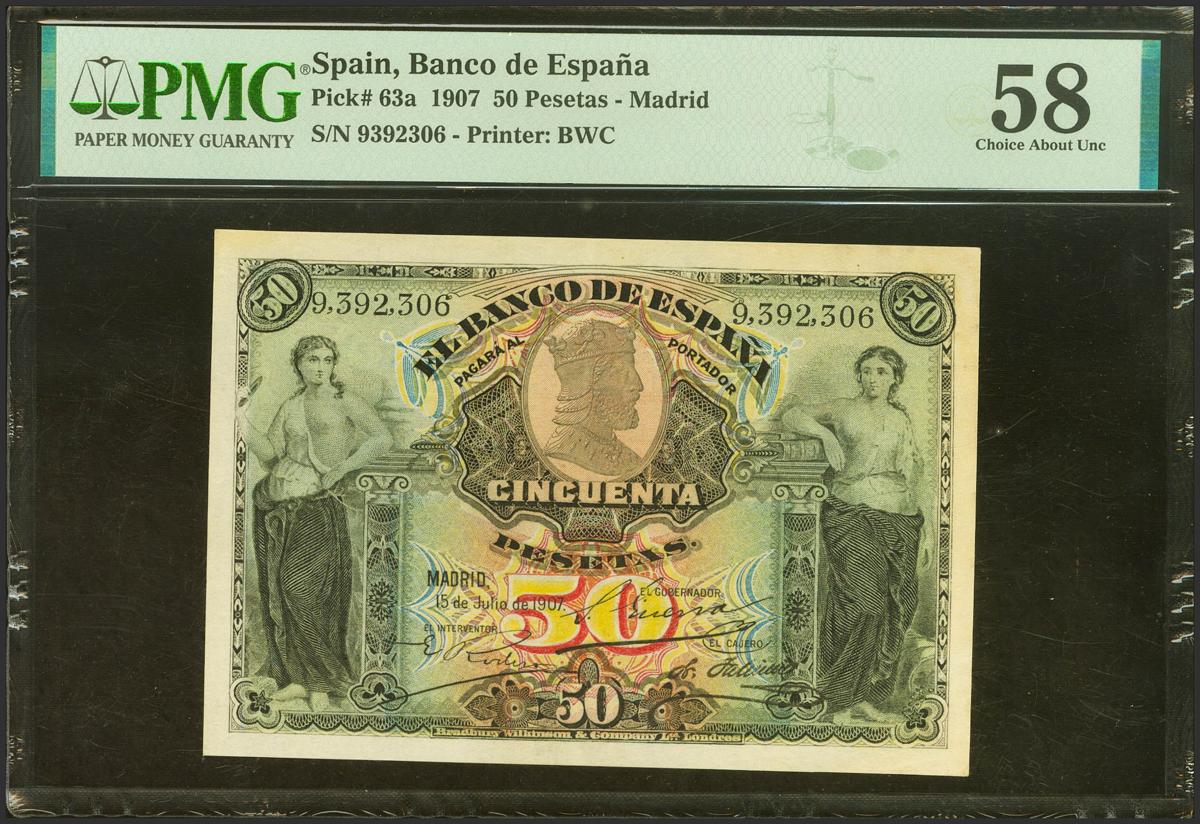 PMG®
PAPER MONEY GUARANTY
Spain, Banco de España
Pick# 63a 1907 50 Pesetas - Madrid
S/N 9392306 - Printer: BWC
58
Choice About Unc
50
50
9,392,306
9,392,306
EL BANCO DE ESPAÑA
PAGARÁ AL PORTADOR
CINCUENTA
PESETAS
50
MADRID,
15 de Julio de 1907.
EL GOBERNADOR,
EL INTERVENTOR,
EL CAJERO,
50
Bradbury Wilkinson & Company Ld. Londres